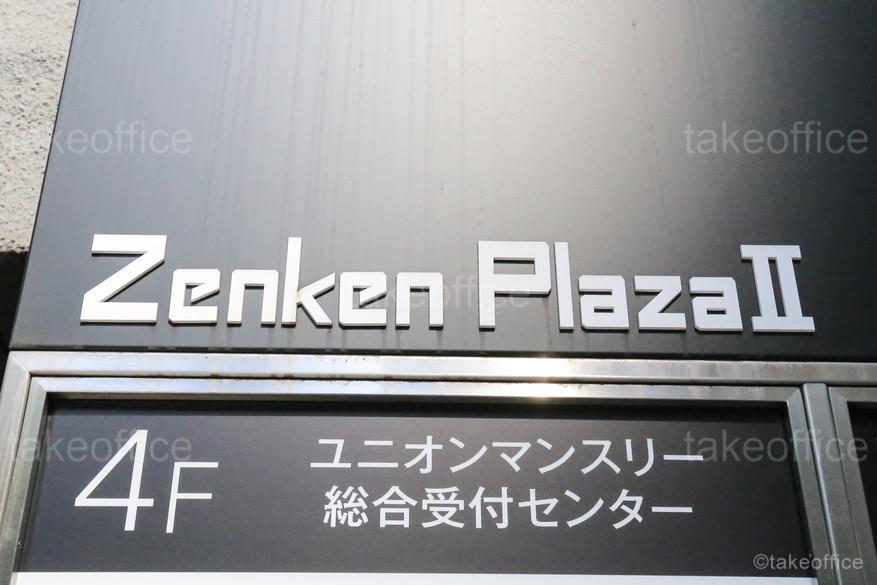 takeoffice takeoffice
Zenken Plaza II
takeoffice
4F
ユニオンマンスリー
総合受付センター
takeoffice takeoffice
©takeoffice